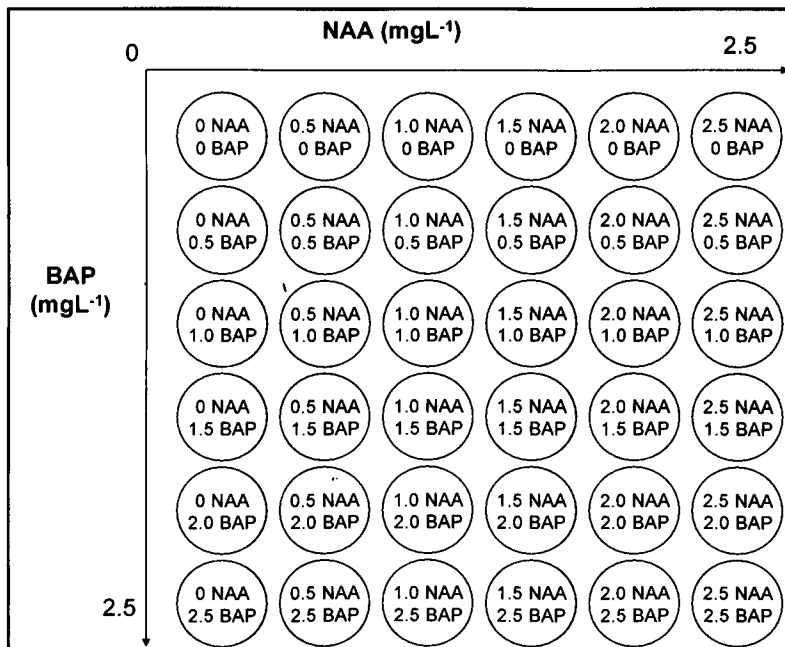 NAA (mgL-1)
0
2.5
0 NAA 0.5 NAA 1.0 NAA 1.5 NAA 2.0 NAA 2.5 NAA
0 BAP 0 BAP 0 BAP 0 BAP 0 BAP 0 BAP
0 NAA 0.5 NAA 1.0 NAA 1.5 NAA 2.0 NAA 2.5 NAA
0.5 BAP 0.5 BAP 0.5 BAP 0.5 BAP 0.5 BAP 0.5 BAP
BAP
(mgL-1)
0 NAA 0.5 NAA 1.0 NAA 1.5 NAA 2.0 NAA 2.5 NAA
1.0 BAP 1.0 BAP 1.0 BAP 1.0 BAP 1.0 BAP 1.0 BAP
0 NAA 0.5 NAA 1.0 NAA 1.5 NAA 2.0 NAA 2.5 NAA
1.5 BAP 1.5 BAP 1.5 BAP 1.5 BAP 1.5 BAP 1.5 BAP
0 NAA 0.5 NAA 1.0 NAA 1.5 NAA 2.0 NAA 2.5 NAA
2.0 BAP 2.0 BAP 2.0 BAP 2.0 BAP 2.0 BAP 2.0 BAP
0 NAA 0.5 NAA 1.0 NAA 1.5 NAA 2.0 NAA 2.5 NAA
2.5 BAP 2.5 BAP 2.5 BAP 2.5 BAP 2.5 BAP 2.5 BAP
2.5